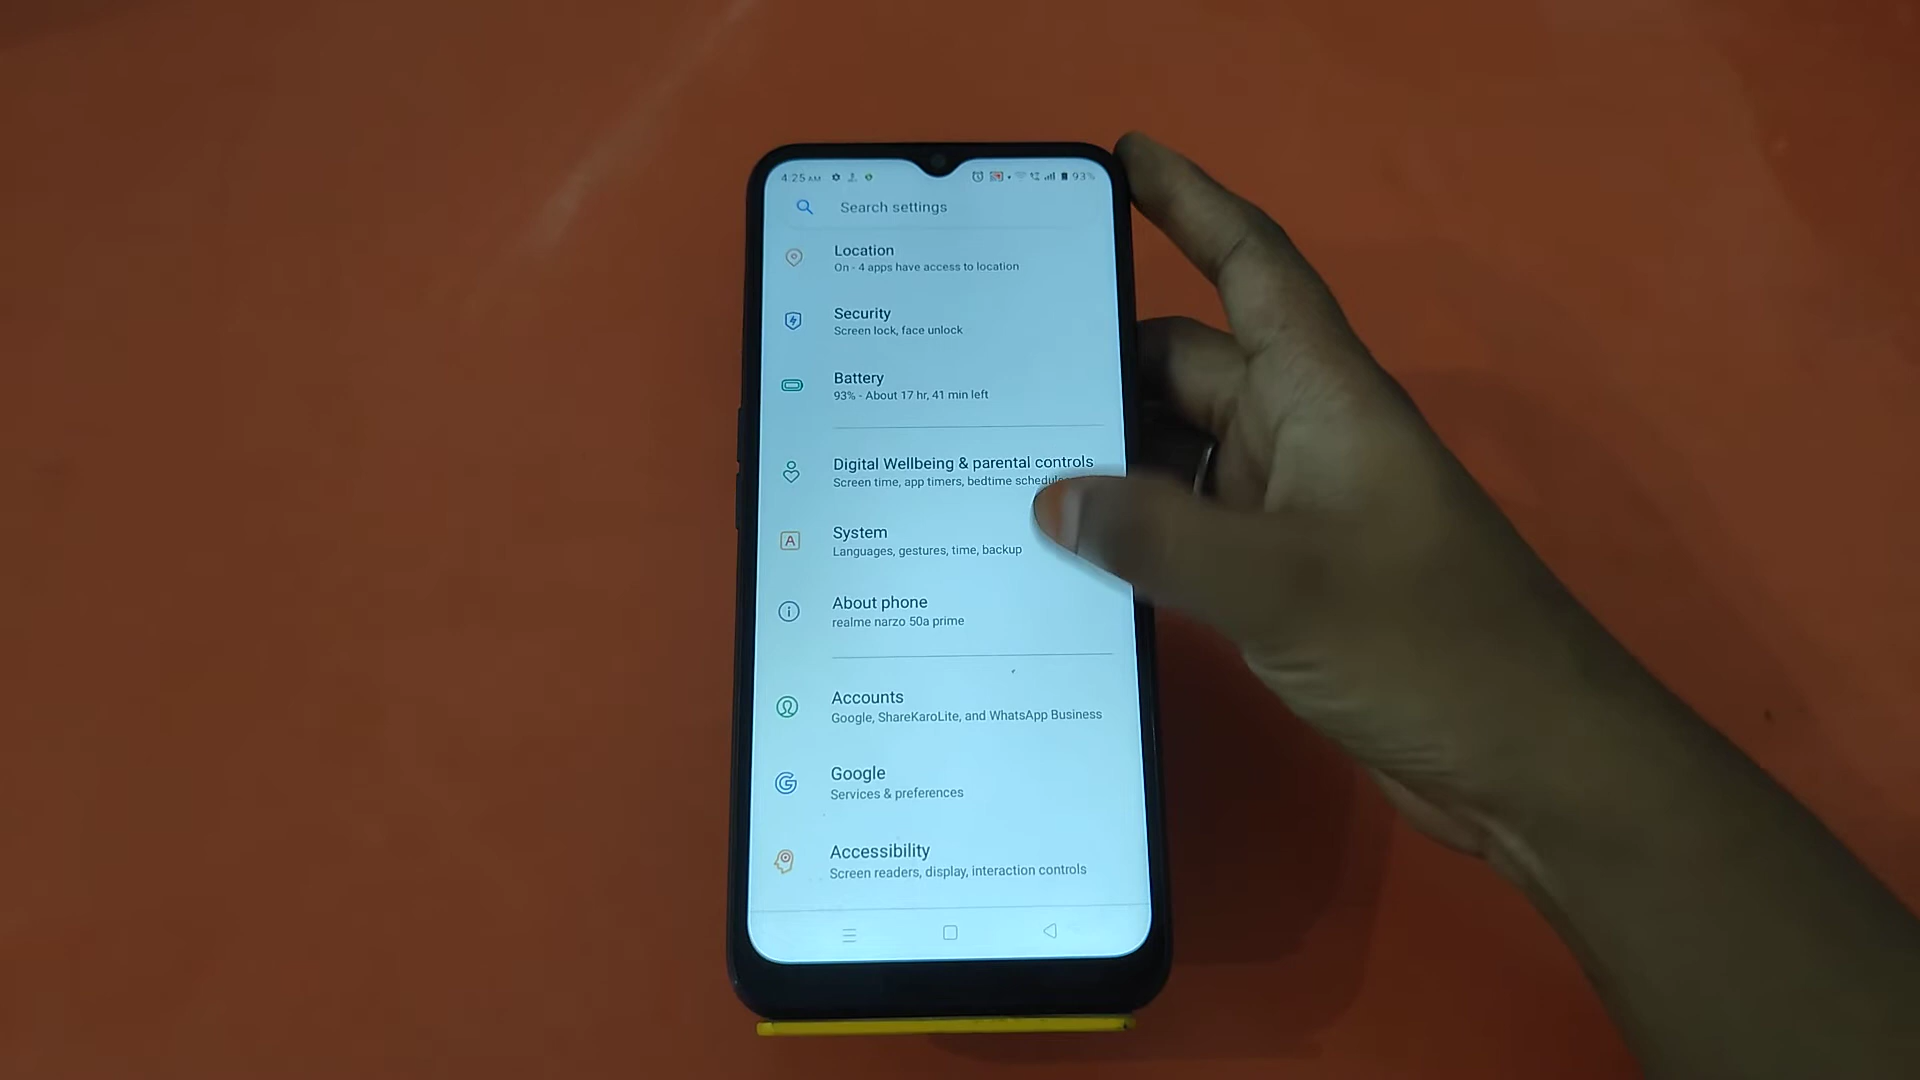 4:25 AM 93%
Search settings
Location
On - 4 apps have access to location
Security
Screen lock, face unlock
Battery
93% - About 17 hr, 41 min left
Digital Wellbeing & parental controls
Screen time, app timers, bedtime schedules
System
Languages, gestures, time, backup
About phone
realme narzo 50a prime
Accounts
Google, ShareKaroLite, and WhatsApp Business
Google
Services & preferences
Accessibility
Screen readers, display, interaction controls